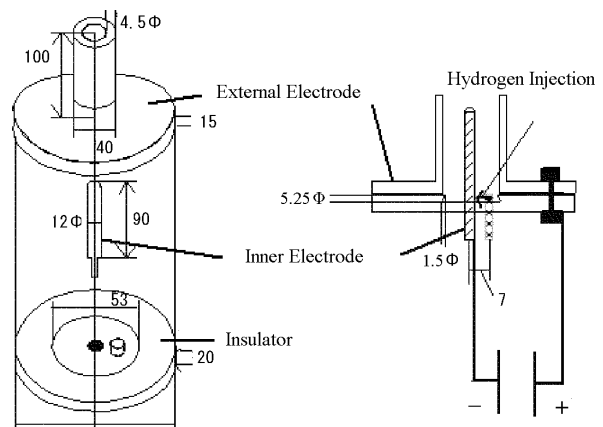 4.5Φ
100
External Electrode
15
40
12Φ
90
Inner Electrode
53
Insulator
20
Hydrogen Injection
5.25Φ
1.5Φ
7
− +